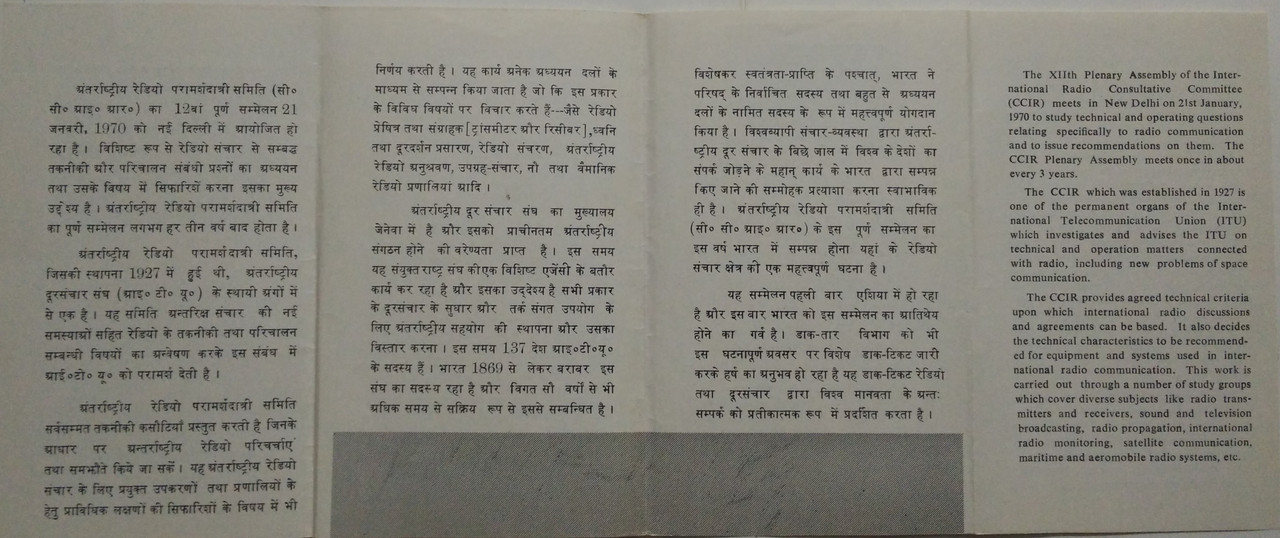 अंतर्राष्ट्रीय रेडियो परामर्शदात्री समिति (सी०
सी० आइ० आर०) का 12वां पूर्ण सम्मेलन 21
जनवरी, 1970 को नई दिल्ली में आयोजित हो
रहा है। विशिष्ट रूप से रेडियो संचार से सम्बद्ध
तकनीकी और परिचालन संबंधी प्रश्नों का अध्ययन
तथा उसके विषय में सिफारिशें करना इसका मुख्य
उद्देश्य है। अंतर्राष्ट्रीय रेडियो परामर्शदात्री समिति
का पूर्ण सम्मेलन लगभग हर तीन वर्ष बाद होता है।
अंतर्राष्ट्रीय रेडियो परामर्शदात्री समिति,
जिसकी स्थापना 1927 में हुई थी, अंतर्राष्ट्रीय
दूरसंचार संघ (आइ० टी० यू०) के स्थायी अंगों में
से एक है। यह समिति अन्तरिक्ष संचार की नई
समस्याओं सहित रेडियो के तकनीकी तथा परिचालन
सम्बन्धी विषयों का अन्वेषण करके इस संबंध में
आई०टी० यू० को परामर्श देती है।
अंतर्राष्ट्रीय रेडियो परामर्शदात्री समिति
सर्वसम्मत तकनीकी कसौटियाँ प्रस्तुत करती है जिनके
आधार पर अन्तर्राष्ट्रीय रेडियो परिचर्चाएं
तथा समझौते किये जा सकें। यह अंतर्राष्ट्रीय रेडियो
संचार के लिए प्रयुक्त उपकरणों तथा प्रणालियों के
हेतु प्राविधिक लक्षणों की सिफारिशों के विषय में भी
निर्णय करती है। यह कार्य अनेक अध्ययन दलों के
माध्यम से सम्पन्न किया जाता है जो कि इस प्रकार
के विविध विषयों पर विचार करते हैं---जैसे रेडियो
प्रेषित्र तथा संग्राहक[ट्रांसमीटर और रिसीवर],ध्वनि
तथा दूरदर्शन प्रसारण, रेडियो संचरण, अंतर्राष्ट्रीय
रेडियो अनुश्रवण, उपग्रह-संचार, नौ तथा वैमानिक
रेडियो प्रणालियां आदि।
अंतर्राष्ट्रीय दूर संचार संघ का मुख्यालय
जेनेवा में है और इसको प्राचीनतम अंतर्राष्ट्रीय
संगठन होने की वरेण्यता प्राप्त है। इस समय
यह संयुक्त राष्ट्र संघ की एक विशिष्ट एजेंसी के बतौर
कार्य कर रहा है और इसका उद्देश्य है सभी प्रकार
के दूरसंचार के सुधार और तर्क संगत उपयोग के
लिए अंतर्राष्ट्रीय सहयोग की स्थापना और उसका
विस्तार करना। इस समय 137 देश आइ०टी०यू०
के सदस्य हैं। भारत 1869 से लेकर बराबर इस
संघ का सदस्य रहा है और विगत सौ वर्षों से भी
अधिक समय से सक्रिय रूप से इससे सम्बन्धित है।
विशेषकर स्वतंत्रता-प्राप्ति के पश्चात्, भारत ने
परिषद् के निर्वाचित सदस्य तथा बहुत से अध्ययन
दलों के नामित सदस्य के रूप में महत्त्वपूर्ण योगदान
किया है। विश्वव्यापी संचार-व्यवस्था द्वारा अंतर्रा-
ष्ट्रीय दूर संचार के बिछे जाल में विश्व के देशों का
संपर्क जोड़ने के महान् कार्य के भारत द्वारा सम्पन्न
किए जाने की सम्मोहक प्रत्याशा करना स्वाभाविक
ही है। अंतर्राष्ट्रीय रेडियो परामर्शदात्री समिति
(सी० सी० आइ० आर०) के इस पूर्ण सम्मेलन का
इस वर्ष भारत में सम्पन्न होना यहां के रेडियो
संचार क्षेत्र की एक महत्त्वपूर्ण घटना है।
यह सम्मेलन पहली बार एशिया में हो रहा
है और इस बार भारत को इस सम्मेलन का आतिथेय
होने का गर्व है। डाक-तार विभाग को भी
इस घटनापूर्ण अवसर पर विशेष डाक-टिकट जारी
करके हर्ष का अनुभव हो रहा है यह डाक-टिकट रेडियो
तथा दूरसंचार द्वारा विश्व मानवता के अन्तः
सम्पर्क को प्रतीकात्मक रूप में प्रदर्शित करता है।
The XIIth Plenary Assembly of the Inter-
national Radio Consultative Committee
(CCIR) meets in New Delhi on 21st January,
1970 to study technical and operating questions
relating specifically to radio communication
and to issue recommendations on them. The
CCIR Plenary Assembly meets once in about
every 3 years.
The CCIR which was established in 1927 is
one of the permanent organs of the Inter-
national Telecommunication Union (ITU)
which investigates and advises the ITU on
technical and operation matters connected
with radio, including new problems of space
communication.
The CCIR provides agreed technical criteria
upon which international radio discussions
and agreements can be based. It also decides
the technical characteristics to be recommend-
ed for equipment and systems used in inter-
national radio communication. This work is
carried out through a number of study groups
which cover diverse subjects like radio trans-
mitters and receivers, sound and television
broadcasting, radio propagation, international
radio monitoring, satellite communication,
maritime and aeromobile radio systems, etc.